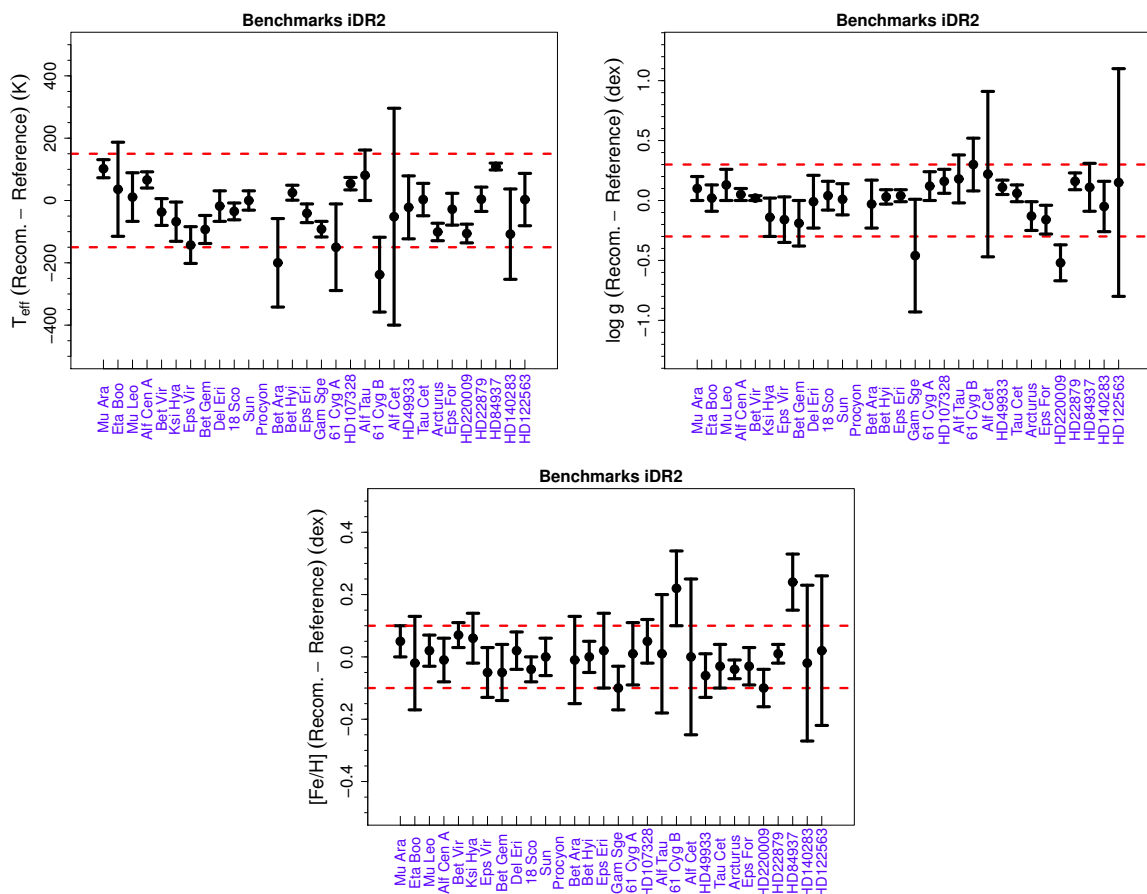 Benchmarks iDR2
T_eff (Recom. − Reference) (K)
400
200
0
−200
−400
Mu Ara
Eta Boo
Mu Leo
Alf Cen A
Bet Vir
Ksi Hya
Eps Vir
Bet Gem
Del Eri
18 Sco
Sun
Procyon
Bet Ara
Bet Hyi
Eps Eri
Gam Sge
61 Cyg A
HD107328
Alf Tau
61 Cyg B
Alf Cet
HD49933
Tau Cet
Arcturus
Eps For
HD220009
HD22879
HD84937
HD140283
HD122563
Benchmarks iDR2
log g (Recom. − Reference) (dex)
1.0
0.5
0.0
−0.5
−1.0
Mu Ara
Eta Boo
Mu Leo
Alf Cen A
Bet Vir
Ksi Hya
Eps Vir
Bet Gem
Del Eri
18 Sco
Sun
Procyon
Bet Ara
Bet Hyi
Eps Eri
Gam Sge
61 Cyg A
HD107328
Alf Tau
61 Cyg B
Alf Cet
HD49933
Tau Cet
Arcturus
Eps For
HD220009
HD22879
HD84937
HD140283
HD122563
Benchmarks iDR2
[Fe/H] (Recom. − Reference) (dex)
0.4
0.2
0.0
−0.2
−0.4
Mu Ara
Eta Boo
Mu Leo
Alf Cen A
Bet Vir
Ksi Hya
Eps Vir
Bet Gem
Del Eri
18 Sco
Sun
Procyon
Bet Ara
Bet Hyi
Eps Eri
Gam Sge
61 Cyg A
HD107328
Alf Tau
61 Cyg B
Alf Cet
HD49933
Tau Cet
Arcturus
Eps For
HD220009
HD22879
HD84937
HD140283
HD122563